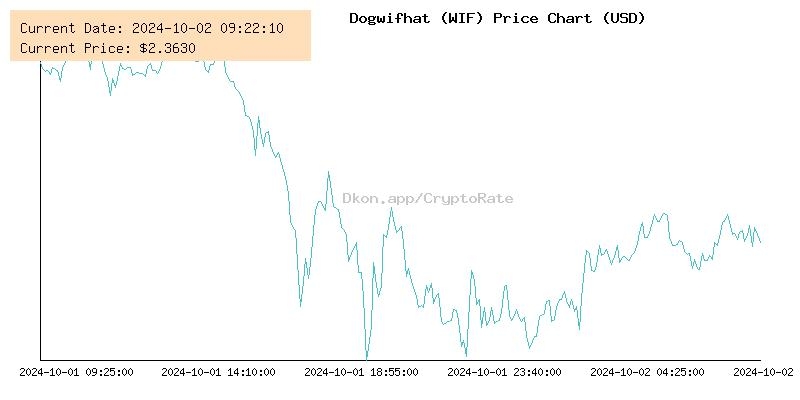 Dogwifhat (WIF) Price Chart (USD)
Current Date: 2024-10-02 09:22:10
Current Price: $2.3630
Dkon.app/CryptoRate
2024-10-01 09:25:00 2024-10-01 14:10:00 2024-10-01 18:55:00 2024-10-01 23:40:00 2024-10-02 04:25:00 2024-10-02